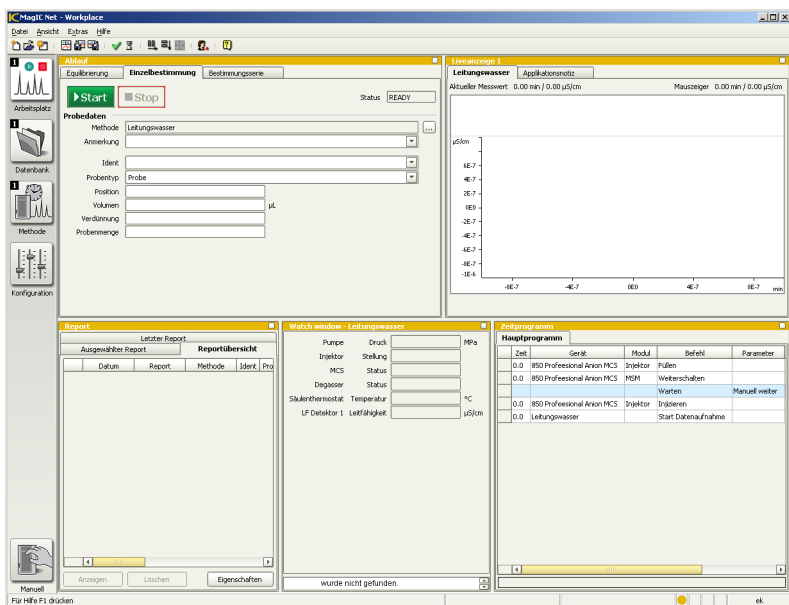 MagIC Net - Workplace
Datei Ansicht Extras Hilfe
1
Arbeitsplatz
1
Datenbank
1
Methode
Konfiguration
Manuell
Ablauf
Equilibrierung Einzelbestimmung Bestimmungsserie
Start Stop Status READY
Probedaten
Methode Leitungswasser ...
Anmerkung
Ident
Probentyp Probe
Position
Volumen µL
Verdünnung
Probenmenge
Liveanzeige 1
Leitungswasser Applikationsnotiz
Aktueller Messwert 0.00 min / 0.00 µS/cm Mauszeiger 0.00 min / 0.00 µS/cm
µS/cm
6E-7
4E-7
2E-7
0E0
-2E-7
-4E-7
-6E-7
-8E-7
-1E-6
-8E-7 -4E-7 0E0 4E-7 8E-7 min
Report
Letzter Report
Ausgewählter Report Reportübersicht
Datum Report Methode Ident Pro
Anzeigen Löschen Eigenschaften
Watch window - Leitungswasser
Pumpe Druck MPa
Injektor Stellung
MCS Status
Degasser Status
Säulenthermostat Temperatur °C
LF Detektor 1 Leitfähigkeit µS/cm
wurde nicht gefunden.
Zeitprogramm
Hauptprogramm
Zeit Gerät Modul Befehl Parameter
0.0 850 Profeesional Anion MCS Injektor Füllen
0.0 850 Profeesional Anion MCS MSM Weiterschalten
Warten Manuell weiter
0.0 850 Profeesional Anion MCS Injektor Injizieren
0.0 Leitungswasser Start Datenaufnahme
Für Hilfe F1 drücken ek